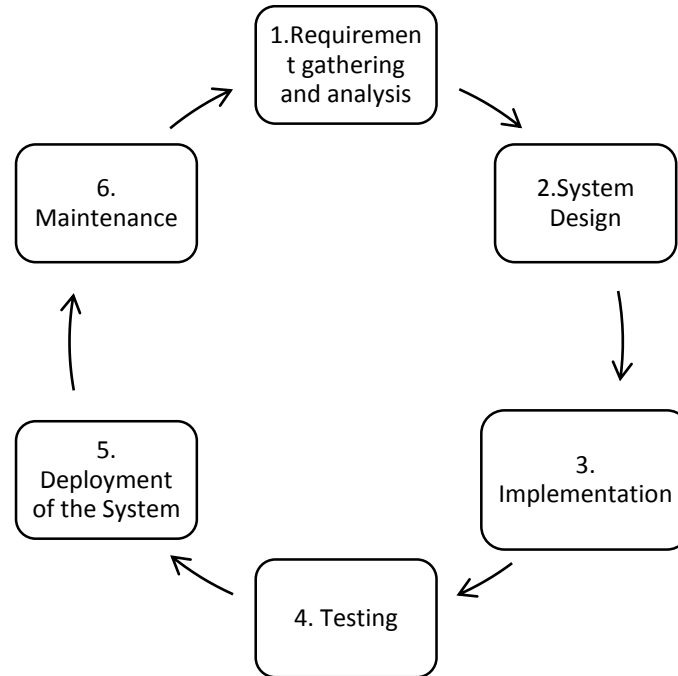 1.Requiremen
t gathering
and analysis
2.System
Design
3.
Implementation
4. Testing
5.
Deployment
of the System
6.
Maintenance